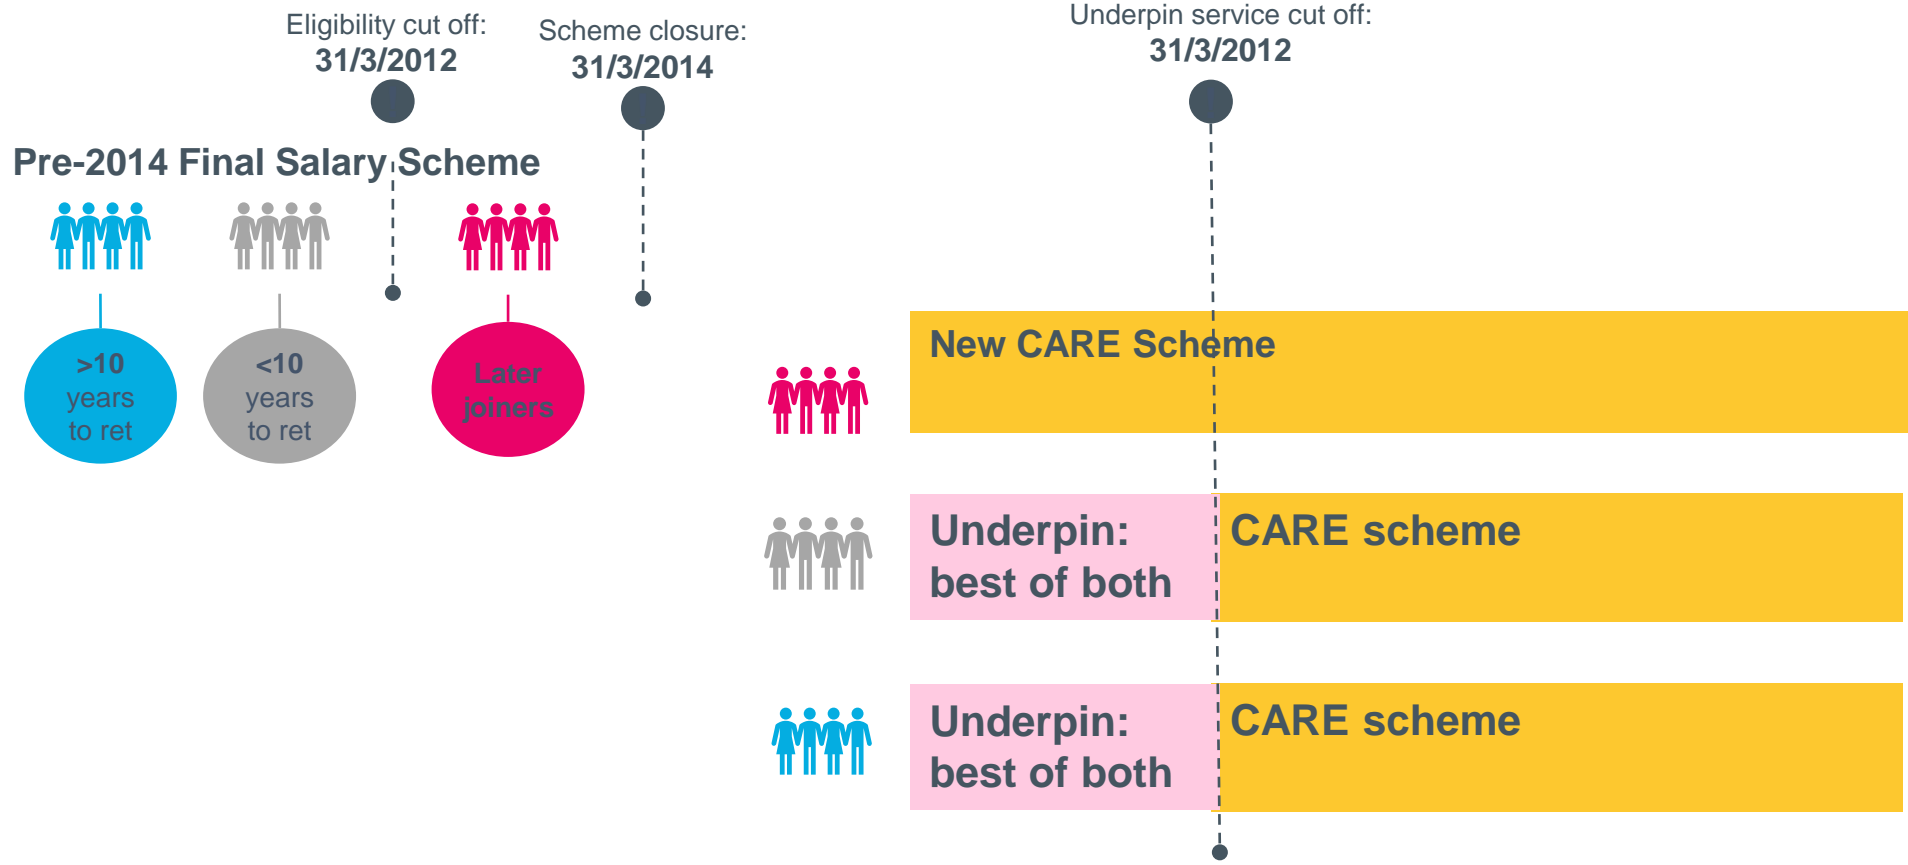 Eligibility cut off:
31/3/2012
Scheme closure:
31/3/2014
Underpin service cut off:
31/3/2012
Pre-2014 Final Salary Scheme
>10
years
to ret
<10
years
to ret
Later
joiners
New CARE Scheme
Underpin:
best of both
CARE scheme
Underpin:
best of both
CARE scheme